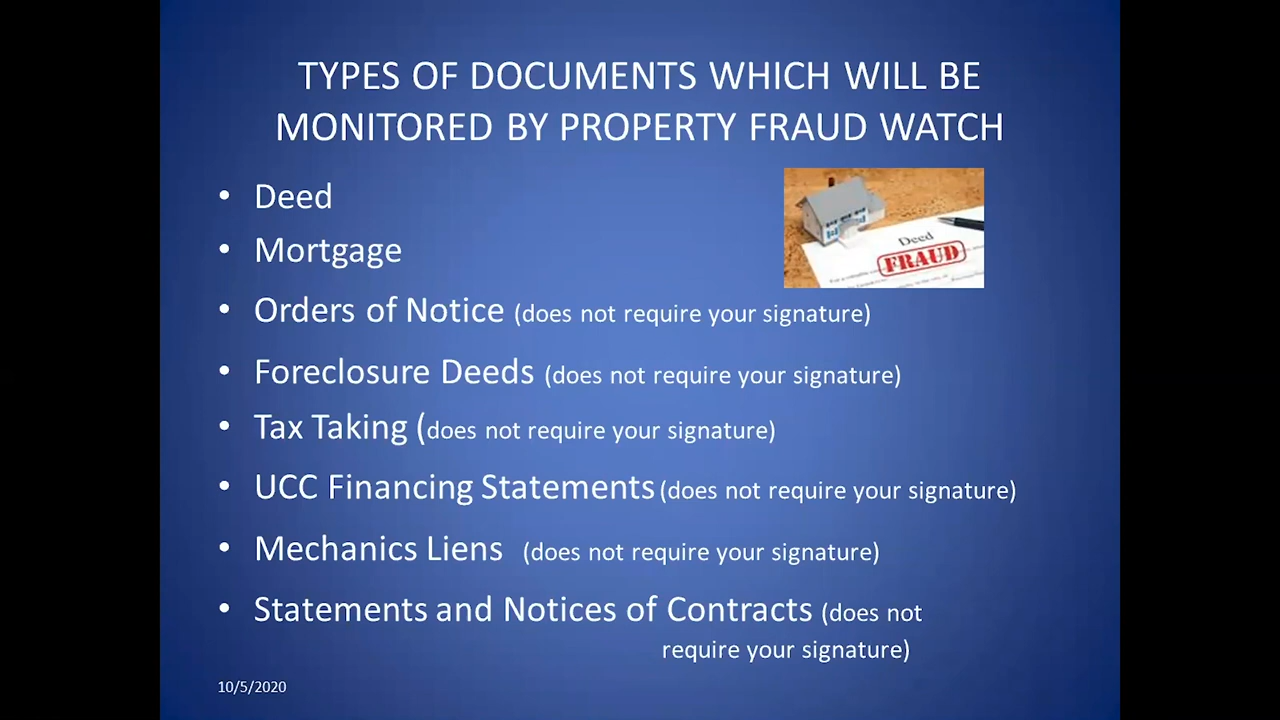 TYPES OF DOCUMENTS WHICH WILL BE
MONITORED BY PROPERTY FRAUD WATCH
• Deed
• Mortgage
Deed
FRAUD
• Orders of Notice (does not require your signature)
• Foreclosure Deeds (does not require your signature)
• Tax Taking (does not require your signature)
• UCC Financing Statements (does not require your signature)
• Mechanics Liens (does not require your signature)
• Statements and Notices of Contracts (does not
require your signature)
10/5/2020